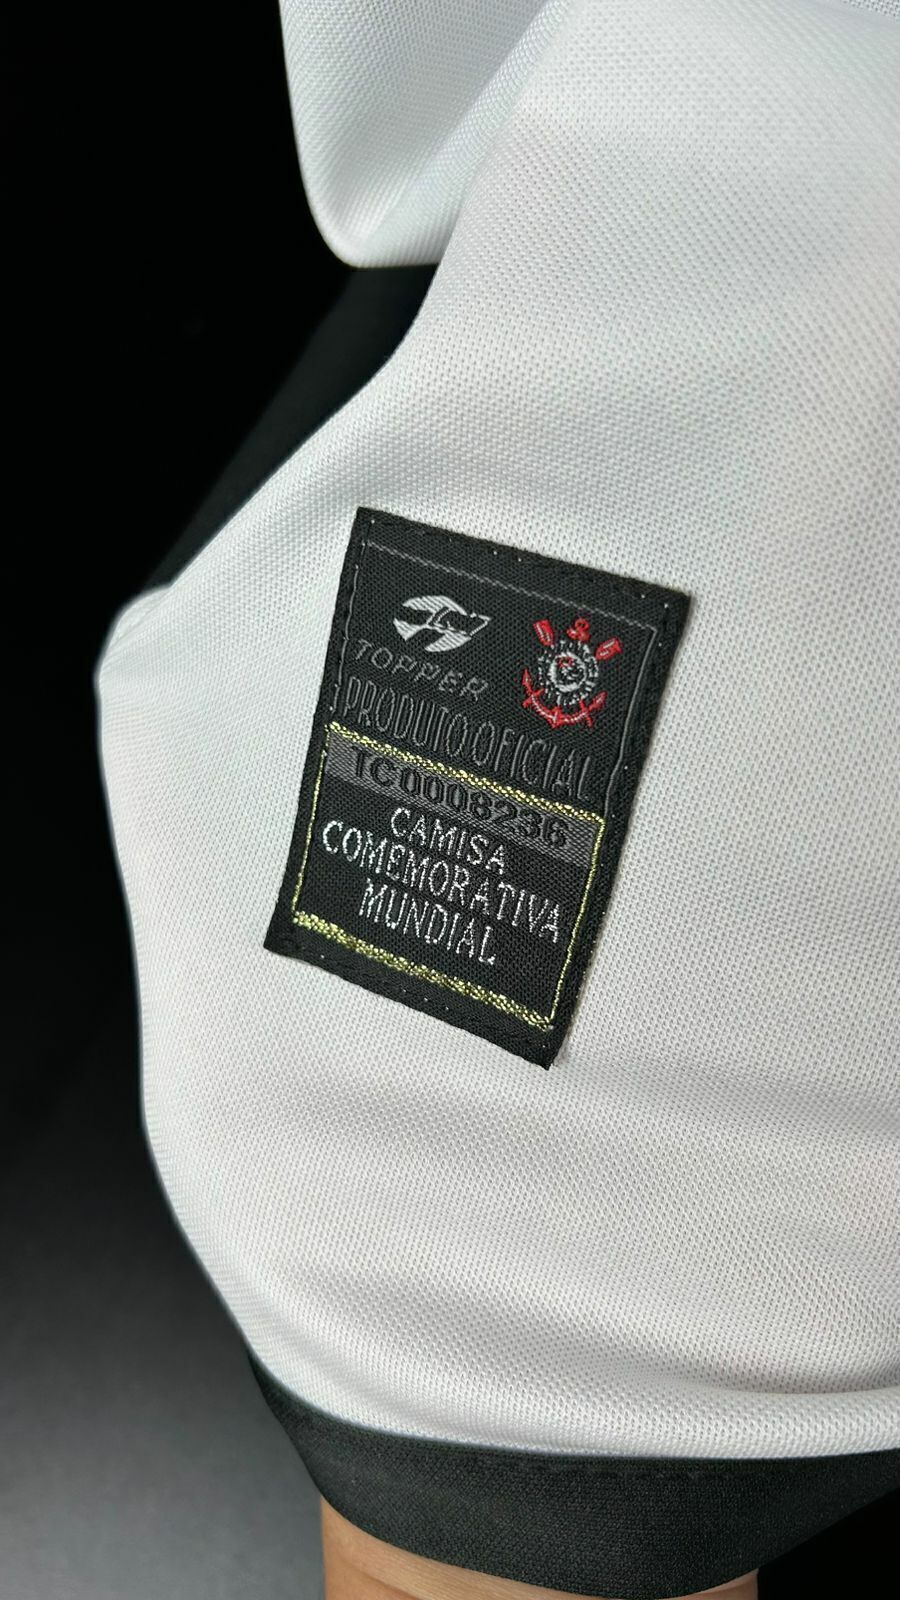 TOPPER
PRODUTO OFICIAL
TC0008236
CAMISA
COMEMORATIVA
MUNDIAL